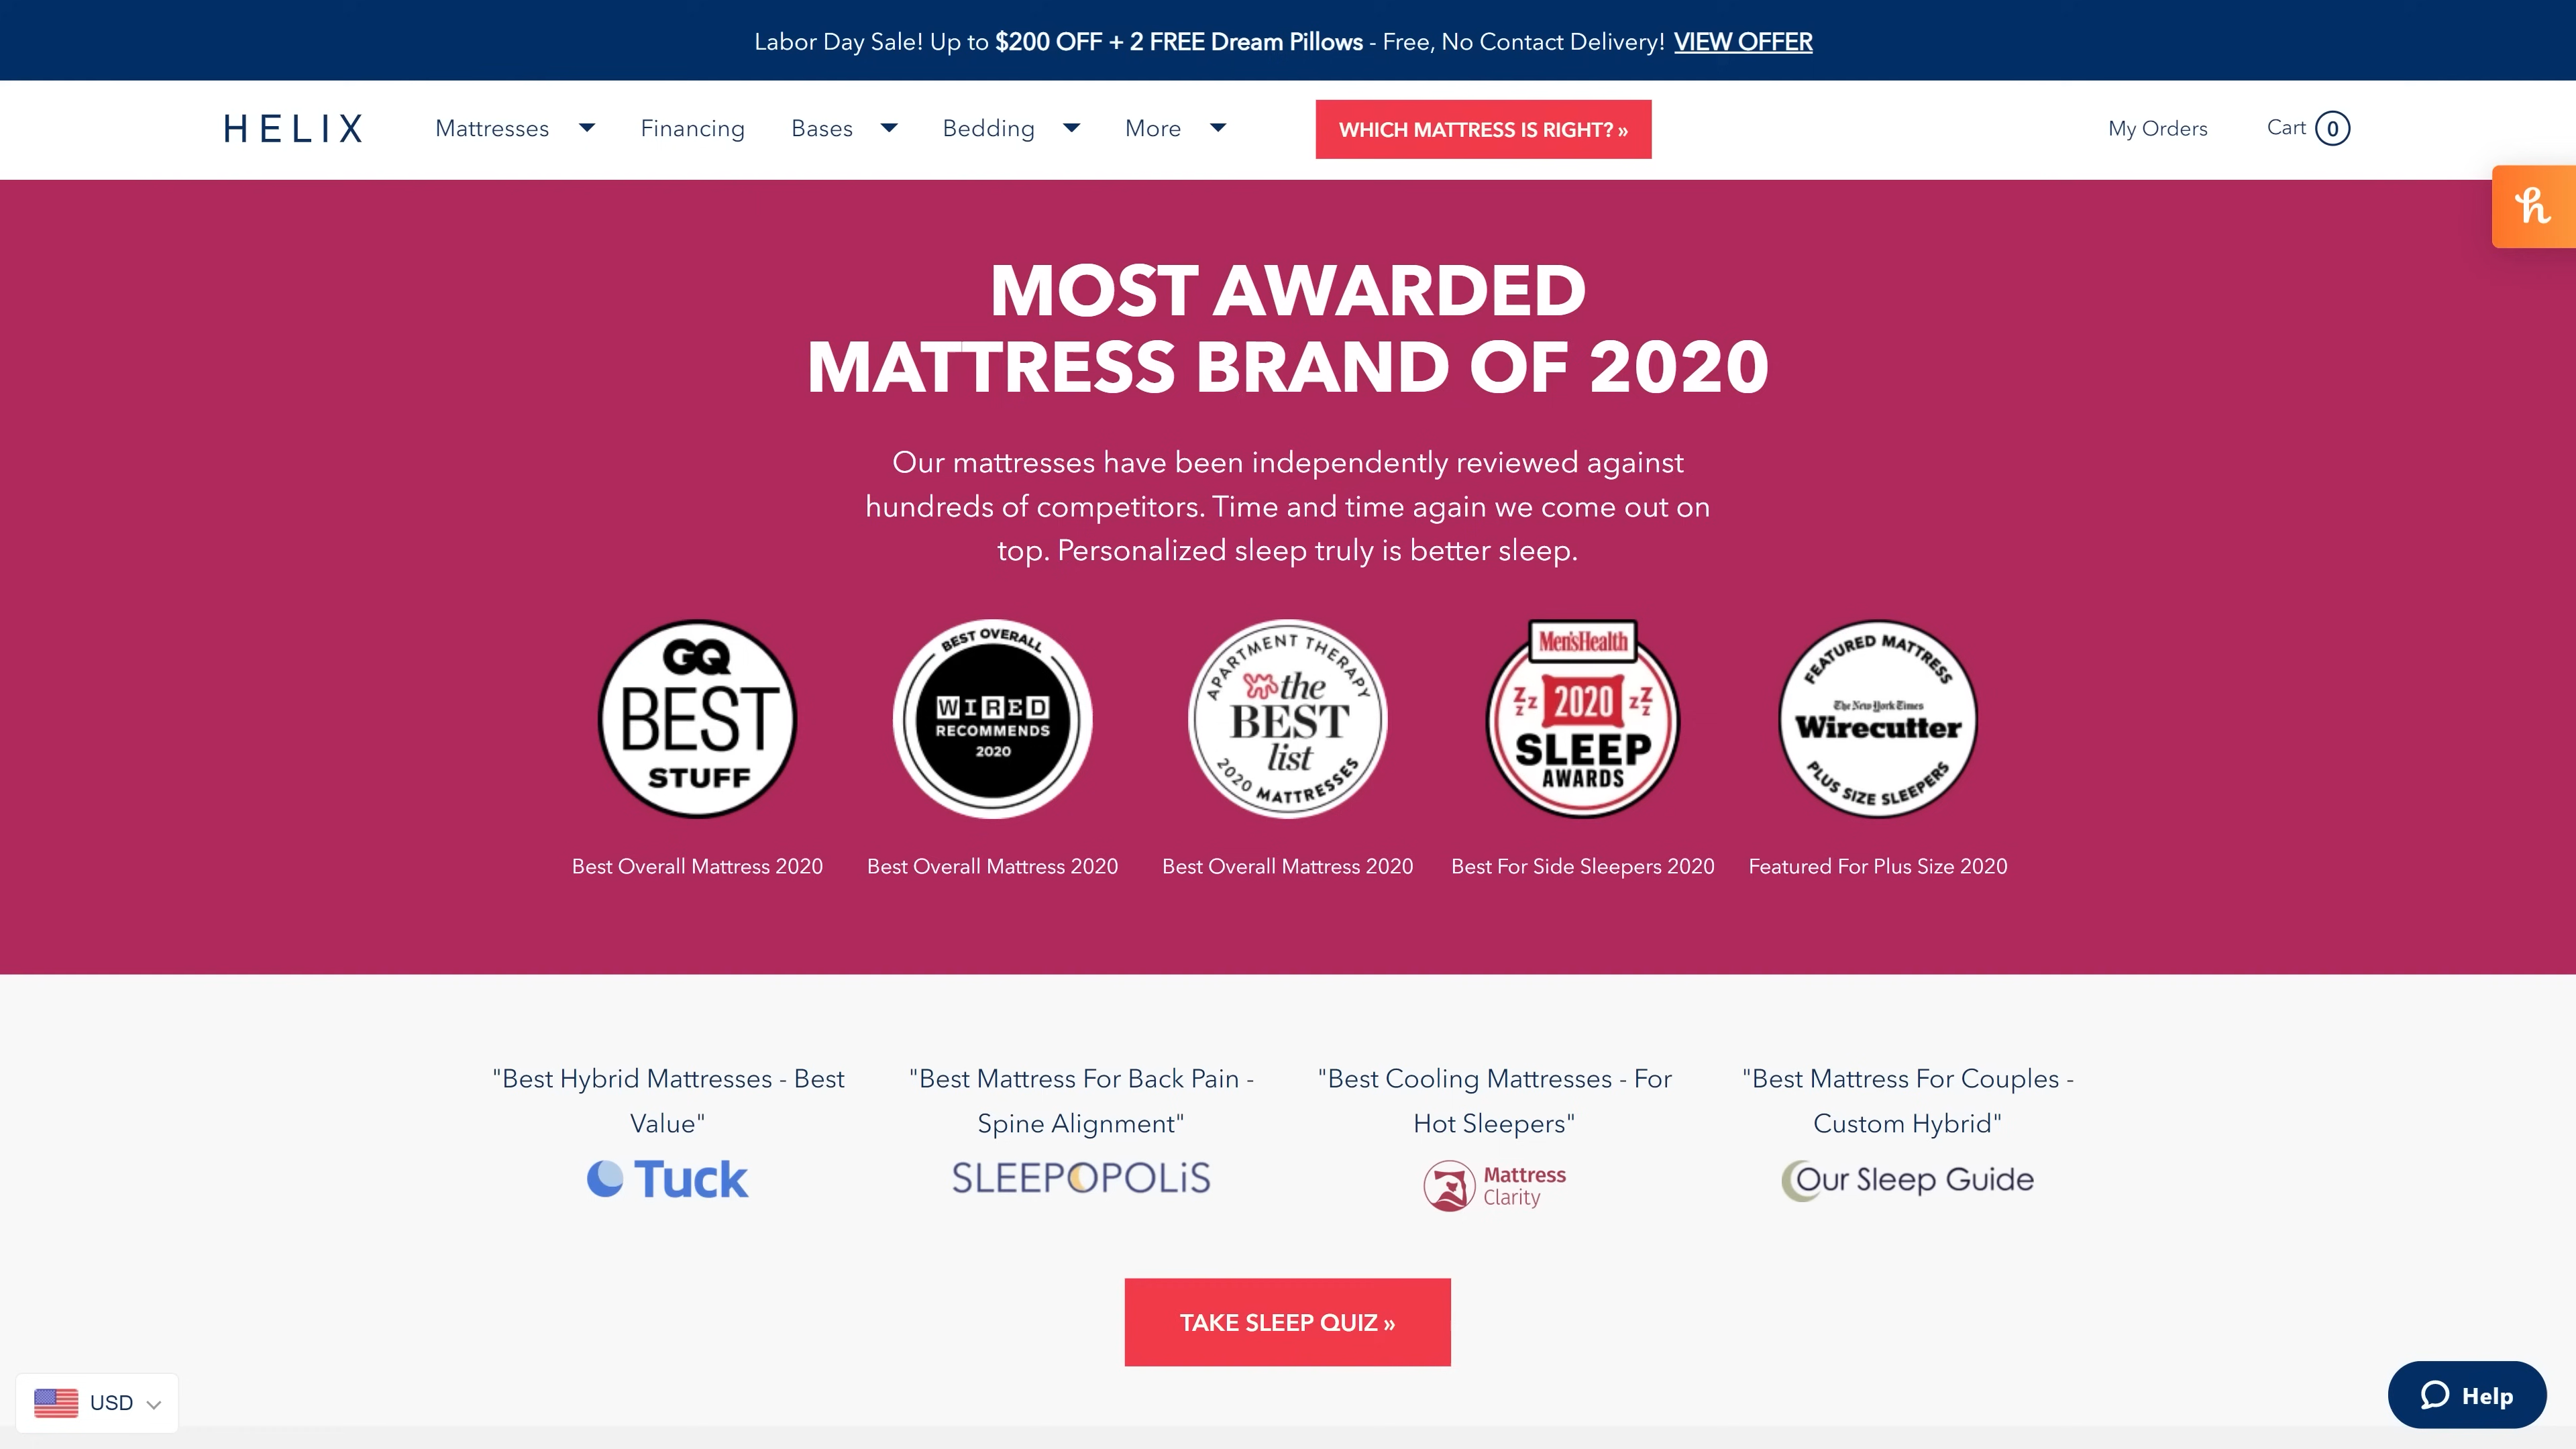 Labor Day Sale! Up to $200 OFF + 2 FREE Dream Pillows - Free, No Contact Delivery! VIEW OFFER
HELIX
Mattresses
Financing
Bases
Bedding
More
WHICH MATTRESS IS RIGHT? »
My Orders
Cart 0
MOST AWARDED
MATTRESS BRAND OF 2020
Our mattresses have been independently reviewed against
hundreds of competitors. Time and time again we come out on
top. Personalized sleep truly is better sleep.
GQ
BEST
STUFF
BEST OVERALL
WIRED
RECOMMENDS
2020
APARTMENT THERAPY
the
BEST
list
2020 MATTRESSES
Men'sHealth
ZZZ 2020 ZZZ
SLEEP
AWARDS
FEATURED MATTRESS
The New York Times
Wirecutter
PLUS SIZE SLEEPERS
Best Overall Mattress 2020
Best Overall Mattress 2020
Best Overall Mattress 2020
Best For Side Sleepers 2020
Featured For Plus Size 2020
"Best Hybrid Mattresses - Best
Value"
Tuck
"Best Mattress For Back Pain -
Spine Alignment"
SLEEPOPOLiS
"Best Cooling Mattresses - For
Hot Sleepers"
Mattress
Clarity
"Best Mattress For Couples -
Custom Hybrid"
Our Sleep Guide
TAKE SLEEP QUIZ »
USD
Help